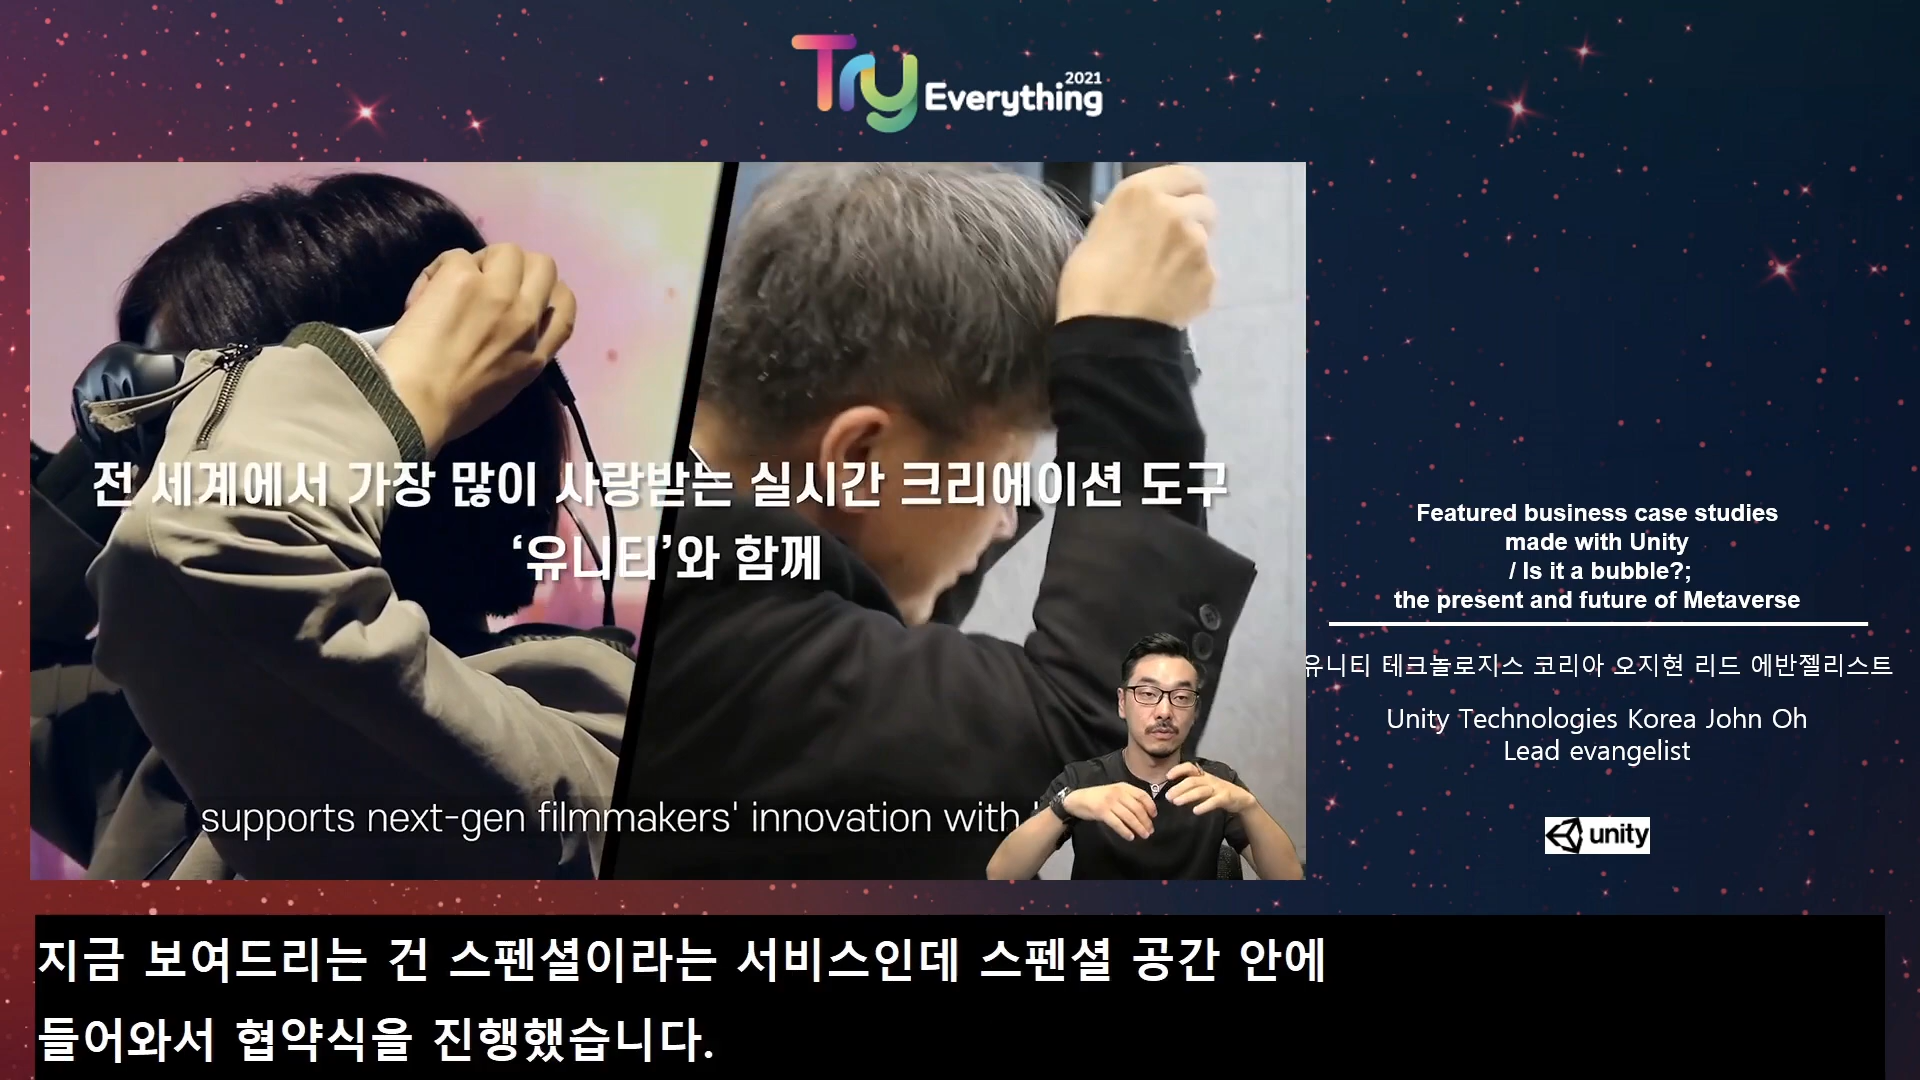 Try Everything 2021
전 세계에서 가장 많이 사랑받는 실시간 크리에이션 도구
‘유니티’와 함께
supports next-gen filmmakers' innovation with
Featured business case studies
made with Unity
/ Is it a bubble?;
the present and future of Metaverse
유니티 테크놀로지스 코리아 오지현 리드 에반젤리스트
Unity Technologies Korea John Oh
Lead evangelist
unity
지금 보여드리는 건 스펜셜이라는 서비스인데 스펜셜 공간 안에
들어와서 협약식을 진행했습니다.